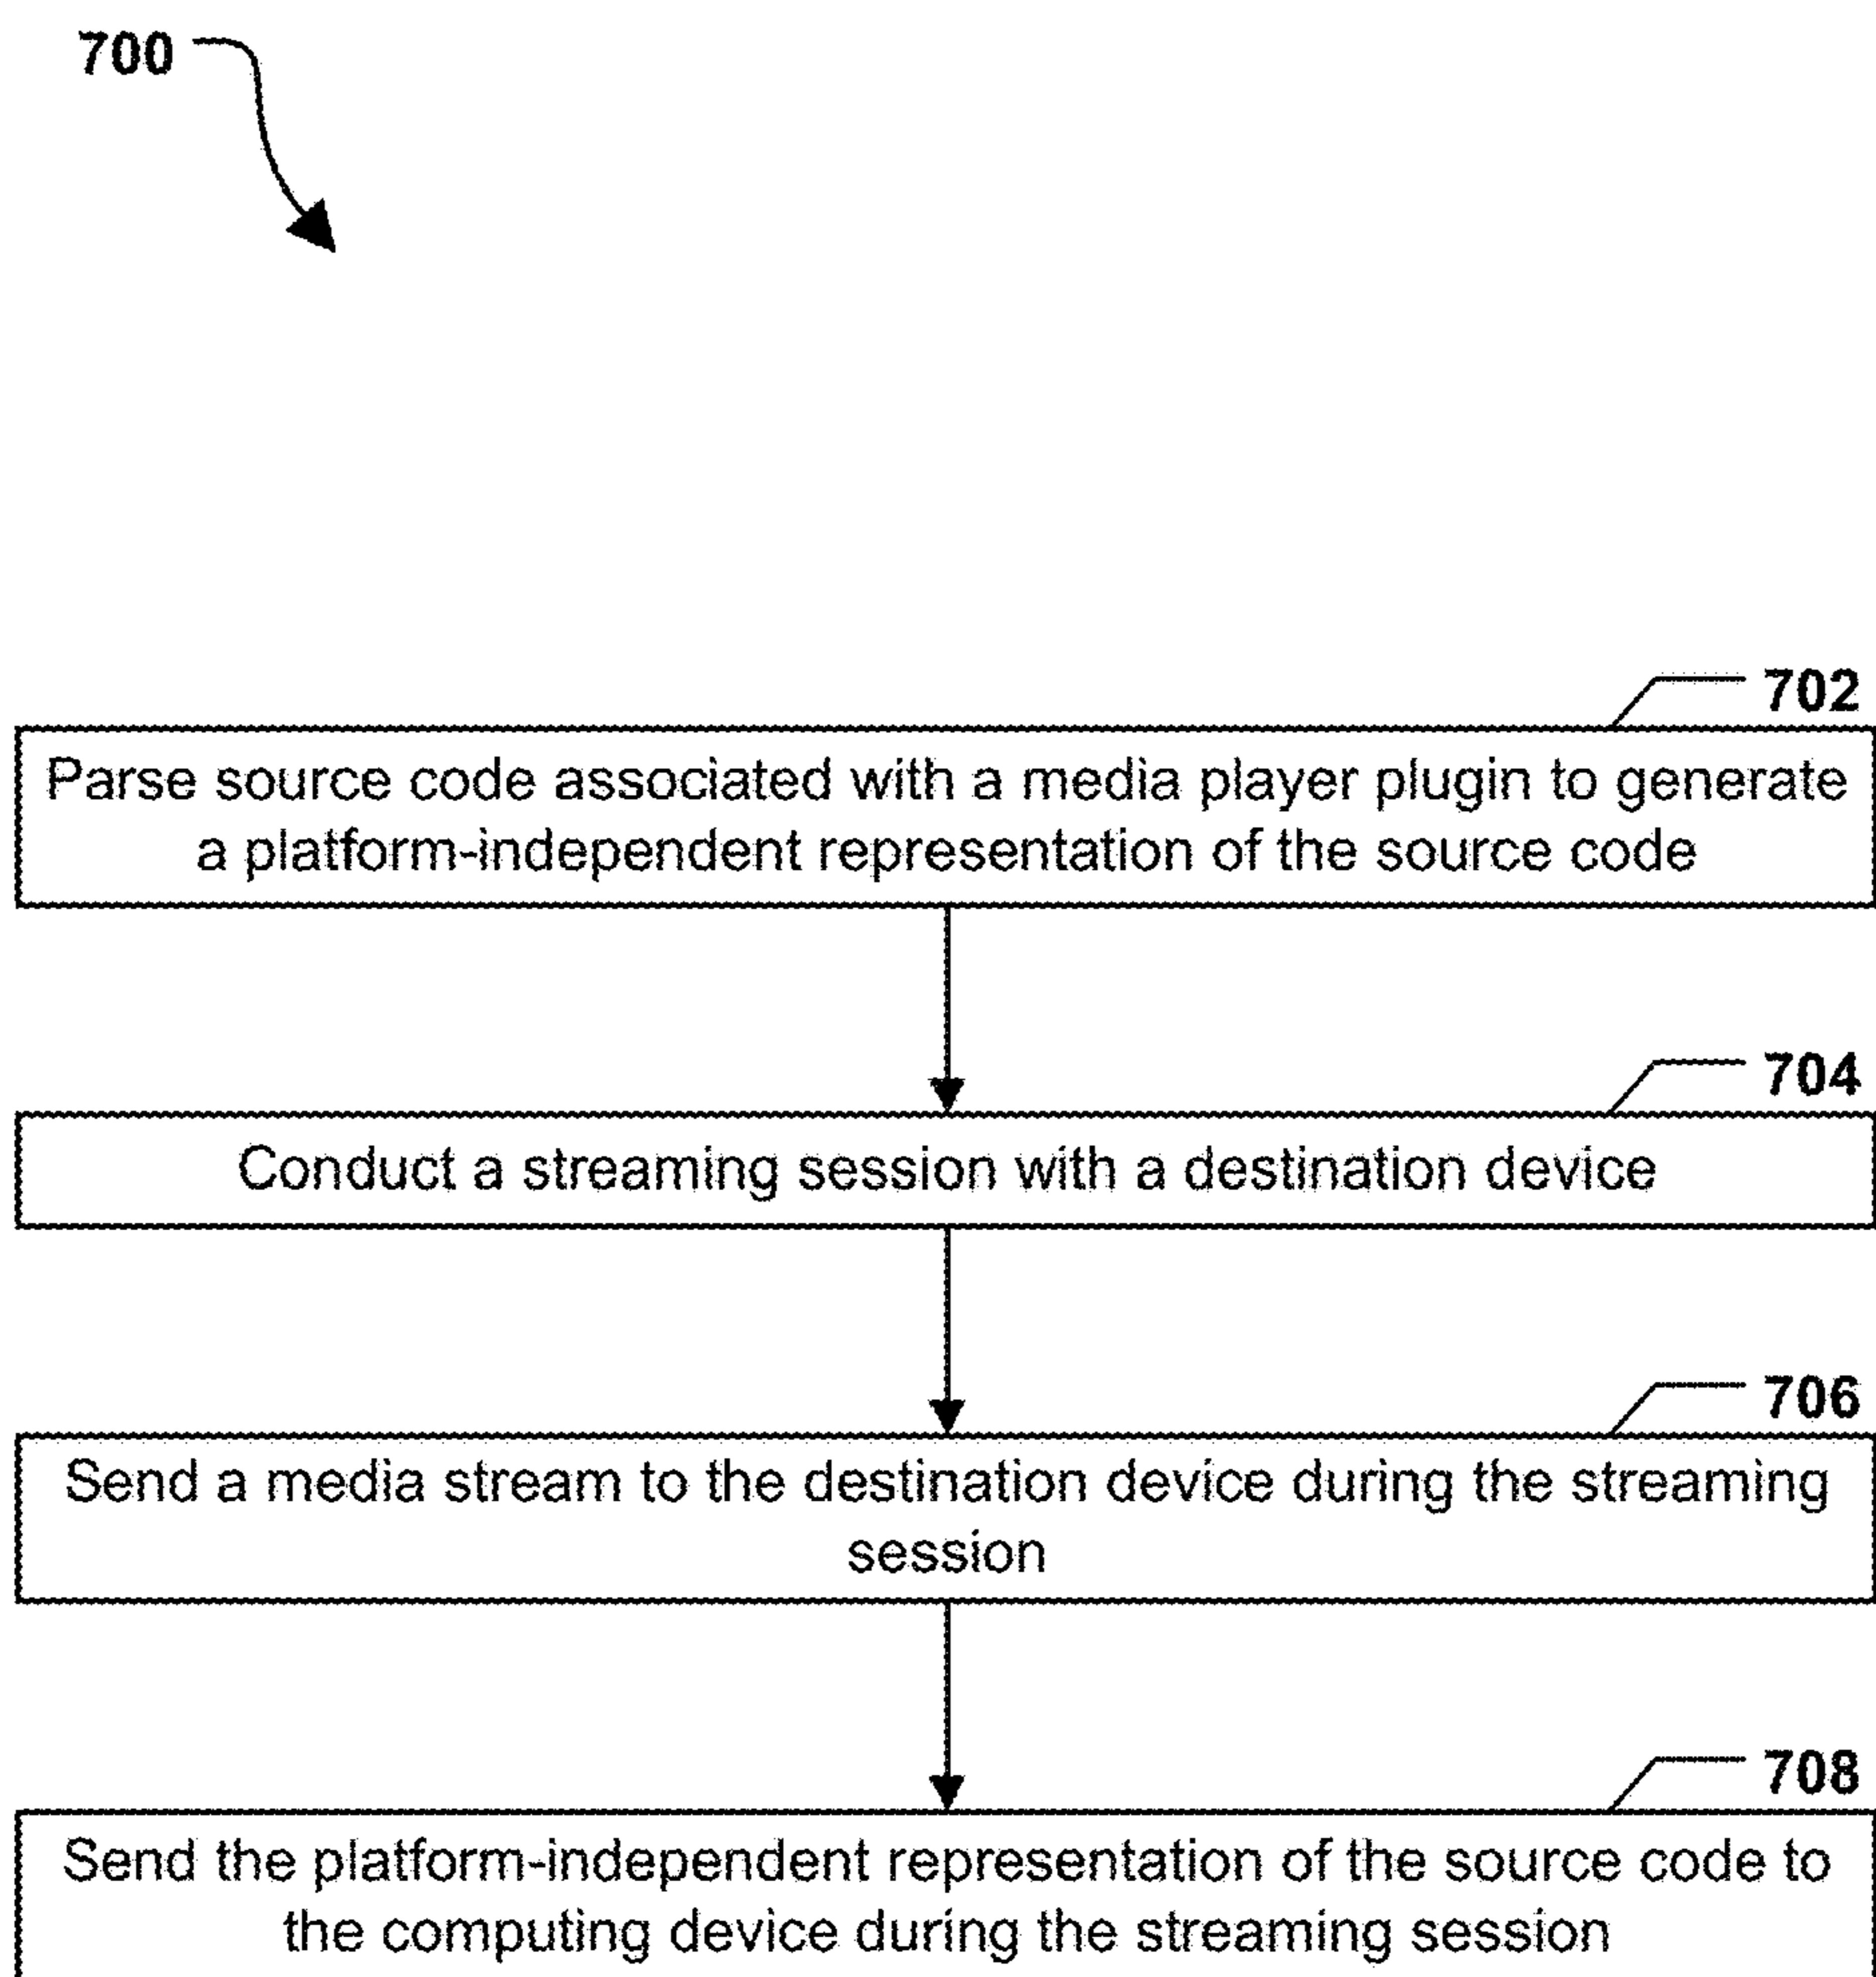 700
702
Parse source code associated with a media player plugin to generate
a platform-independent representation of the source code
704
Conduct a streaming session with a destination device
706
Send a media stream to the destination device during the streaming
session
708
Send the platform-independent representation of the source code to
the computing device during the streaming session